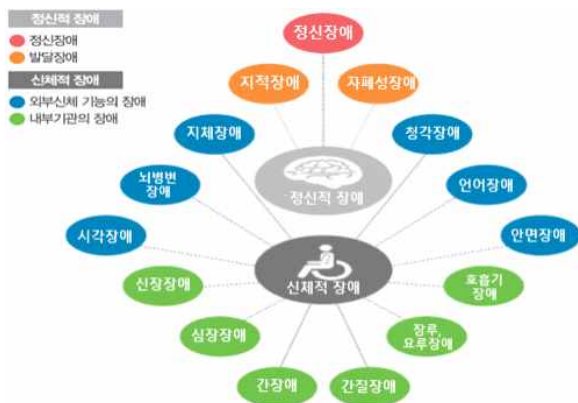 정신적 장애
정신장애
발달장애
신체적 장애
외부신체 기능의 장애
내부기관의 장애
정신장애
지적장애
자폐성장애
지체장애
청각장애
뇌병변
장애
정신적 장애
언어장애
시각장애
안면장애
신체적 장애
신장장애
호흡기
장애
심장장애
장루,
요루장애
간장애
간질장애